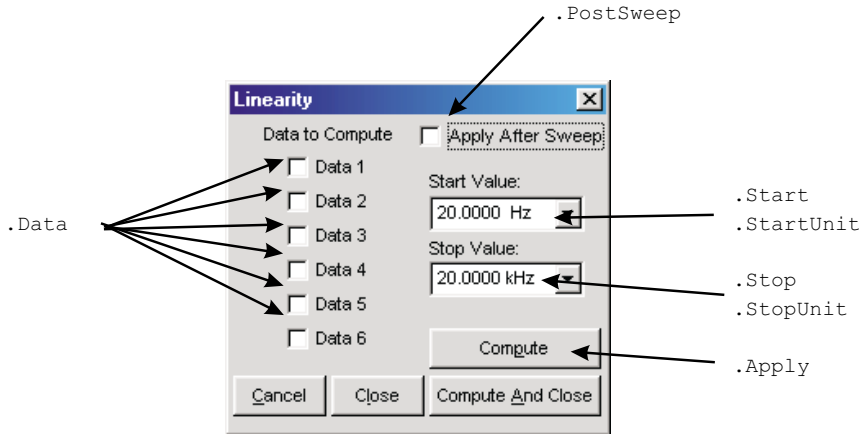 .PostSweep
Linearity
Data to Compute
Apply After Sweep
Data 1
Data 2
Data 3
Data 4
Data 5
Data 6
.Data
Start Value:
20.0000 Hz
.Start
.StartUnit
Stop Value:
20.0000 kHz
.Stop
.StopUnit
Compute
.Apply
Cancel
Close
Compute And Close